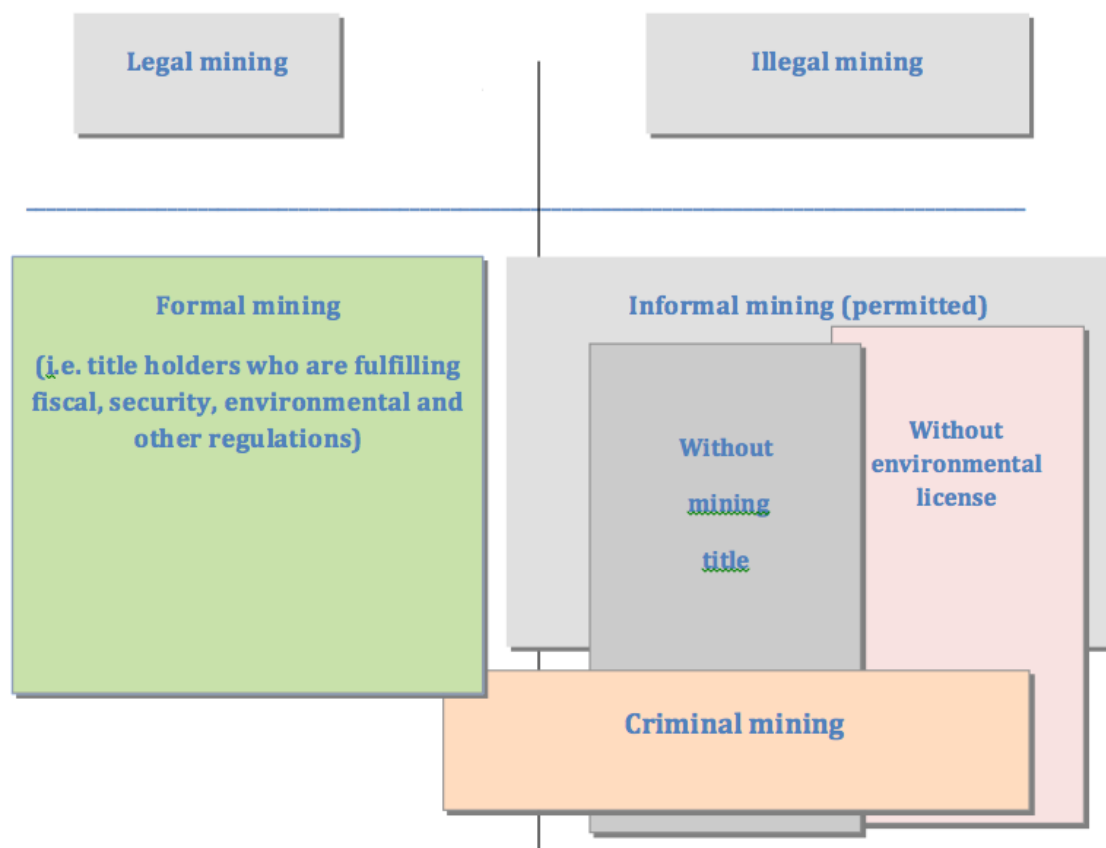 Legal mining
Illegal mining
Formal mining
(i.e. title holders who are fulfilling
fiscal, security, environmental and
other regulations)
Informal mining (permitted)
Without
mining
title
Without
environmental
license
Criminal mining